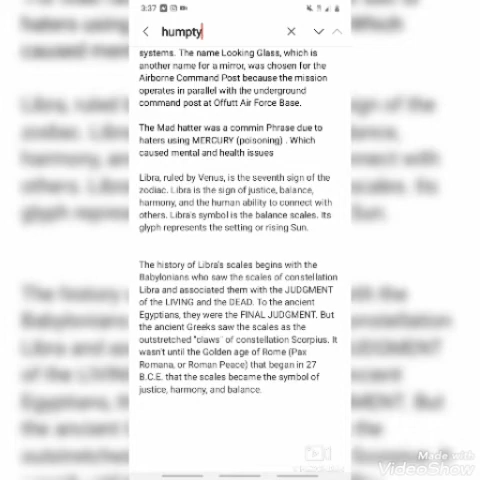 3:37
humpty
systems. The name Looking Glass, which is
another name for a mirror, was chosen for the
Airborne Command Post because the mission
operates in parallel with the underground
command post at Offutt Air Force Base.
The Mad hatter was a commin Phrase due to
haters using MERCURY (poisoning) . Which
caused mental and health issues
Libra, ruled by Venus, is the seventh sign of the
zodiac. Libra is the sign of justice, balance,
harmony, and the human ability to connect with
others. Libra's symbol is the balance scales. Its
glyph represents the setting or rising Sun.
The history of Libra's scales begins with the
Babylonians who saw the scales of constellation
Libra and associated them with the JUDGMENT
of the LIVING and the DEAD. To the ancient
Egyptians, they were the FINAL JUDGMENT. But
the ancient Greeks saw the scales as the
outstretched "claws" of constellation Scorpius. It
wasn't until the Golden age of Rome (Pax
Romana, or Roman Peace) that began in 27
B.C.E. that the scales became the symbol of
justice, harmony, and balance.
Made with
VideoShow